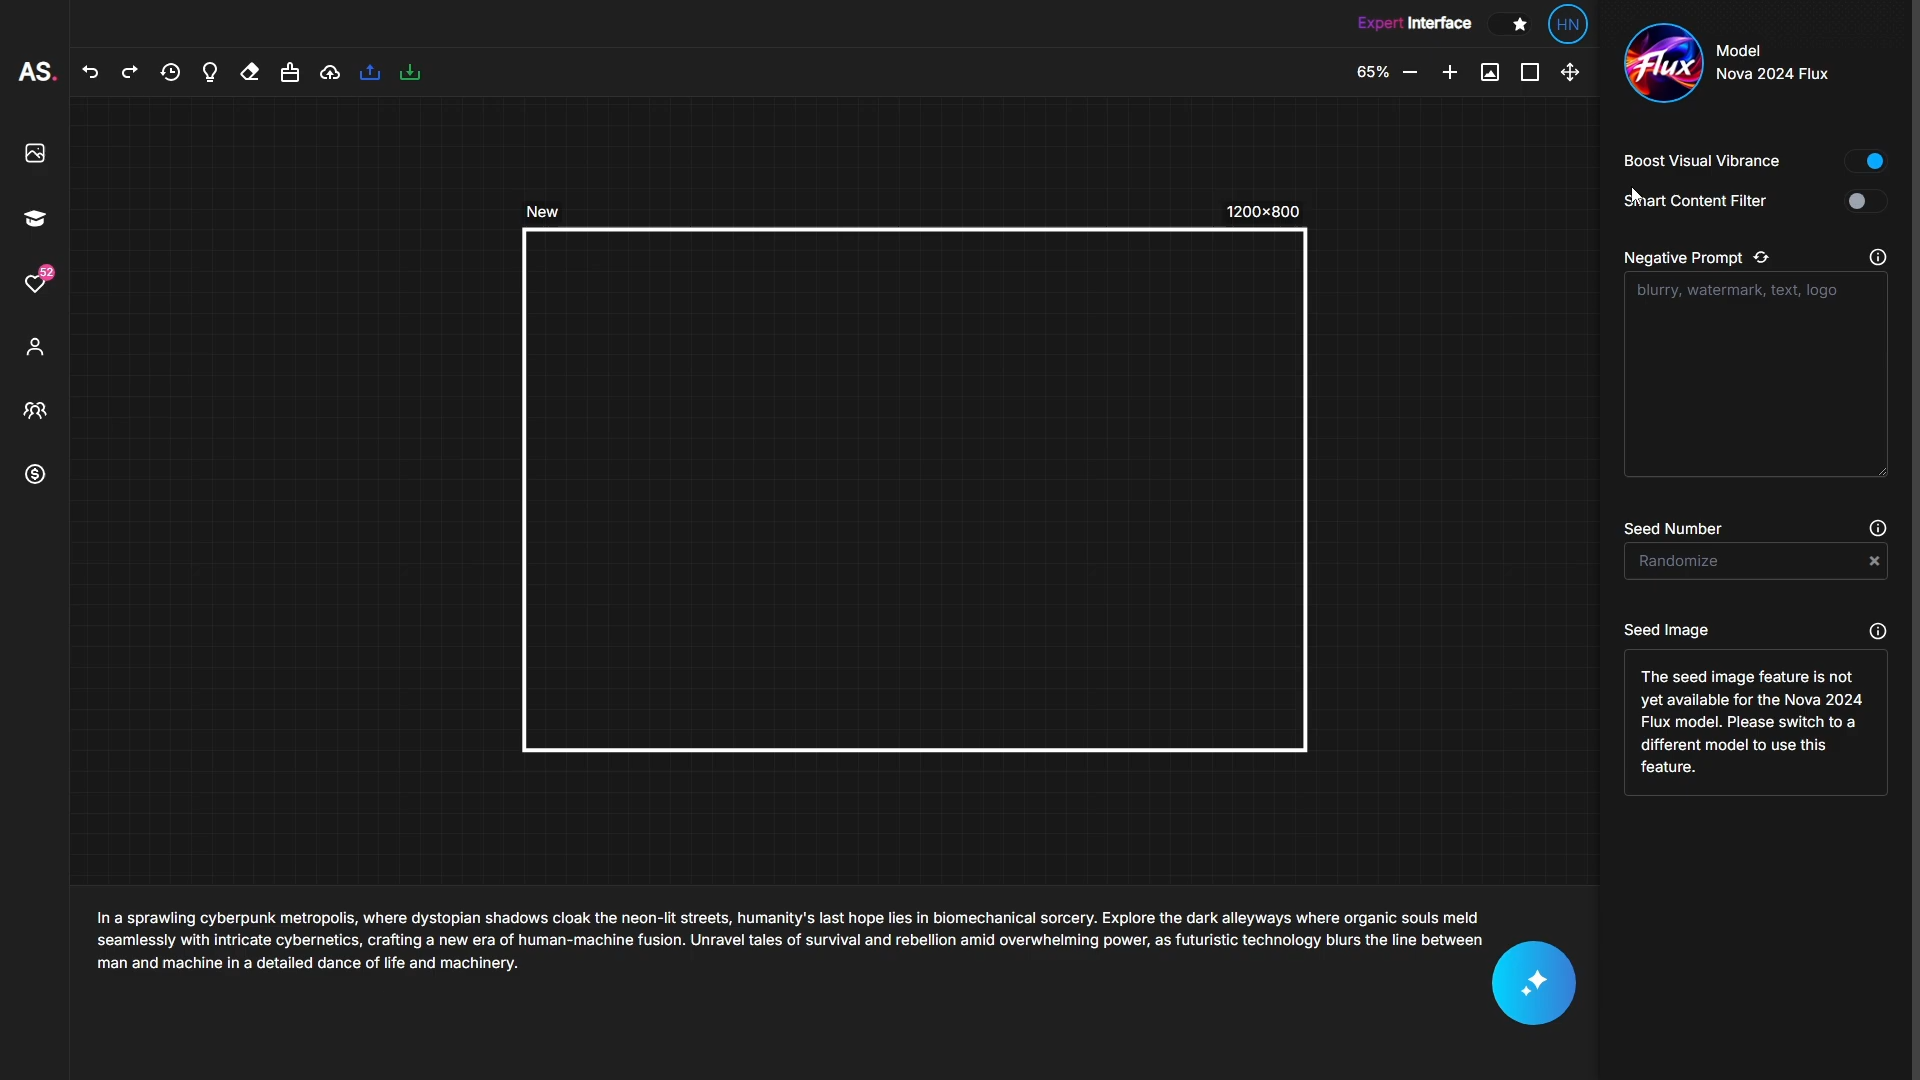 Expert Interface
HN
AS.
65%
Flux
Model
Nova 2024 Flux
Boost Visual Vibrance
Smart Content Filter
New
1200×800
Negative Prompt
blurry, watermark, text, logo
52
Seed Number
Randomize
Seed Image
The seed image feature is not
yet available for the Nova 2024
Flux model. Please switch to a
different model to use this
feature.
In a sprawling cyberpunk metropolis, where dystopian shadows cloak the neon-lit streets, humanity's last hope lies in biomechanical sorcery. Explore the dark alleyways where organic souls meld
seamlessly with intricate cybernetics, crafting a new era of human-machine fusion. Unravel tales of survival and rebellion amid overwhelming power, as futuristic technology blurs the line between
man and machine in a detailed dance of life and machinery.